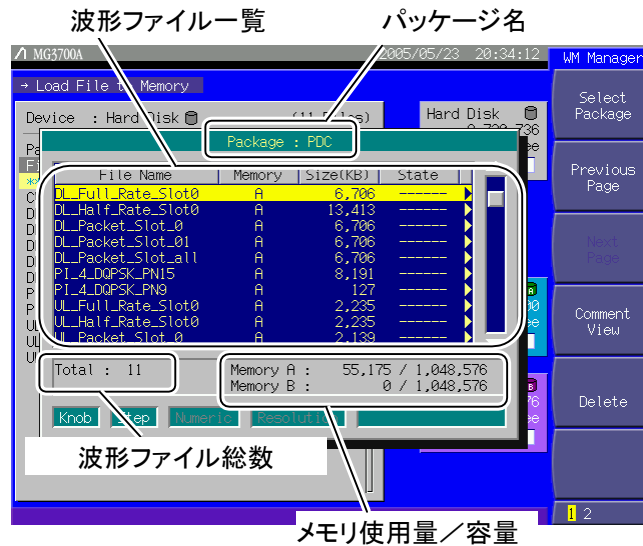 波形ファイル一覧
パッケージ名
MG3700A
2005/05/23 20:34:12
WM Manager
→ Load File to Memory
Device : Hard Disk
Hard Disk
Package : PDC
File Name Memory Size(KB) State
DL_Full_Rate_Slot0 A 6,706 ------
DL_Half_Rate_Slot0 A 13,413 ------
DL_Packet_Slot_0 A 6,706 ------
DL_Packet_Slot_01 A 6,706 ------
DL_Packet_Slot_all A 6,706 ------
PI_4_DQPSK_PN15 A 8,191 ------
PI_4_DQPSK_PN9 A 127 ------
UL_Full_Rate_Slot0 A 2,235 ------
UL_Half_Rate_Slot0 A 2,235 ------
UL_Packet_Slot_0 A 2,139 ------
Total : 11
Memory A : 55,175 / 1,048,576
Memory B : 0 / 1,048,576
Knob Step Numeric Resolution
Select
Package
Previous
Page
Next
Page
Comment
View
Delete
1 2
波形ファイル総数
メモリ使用量／容量